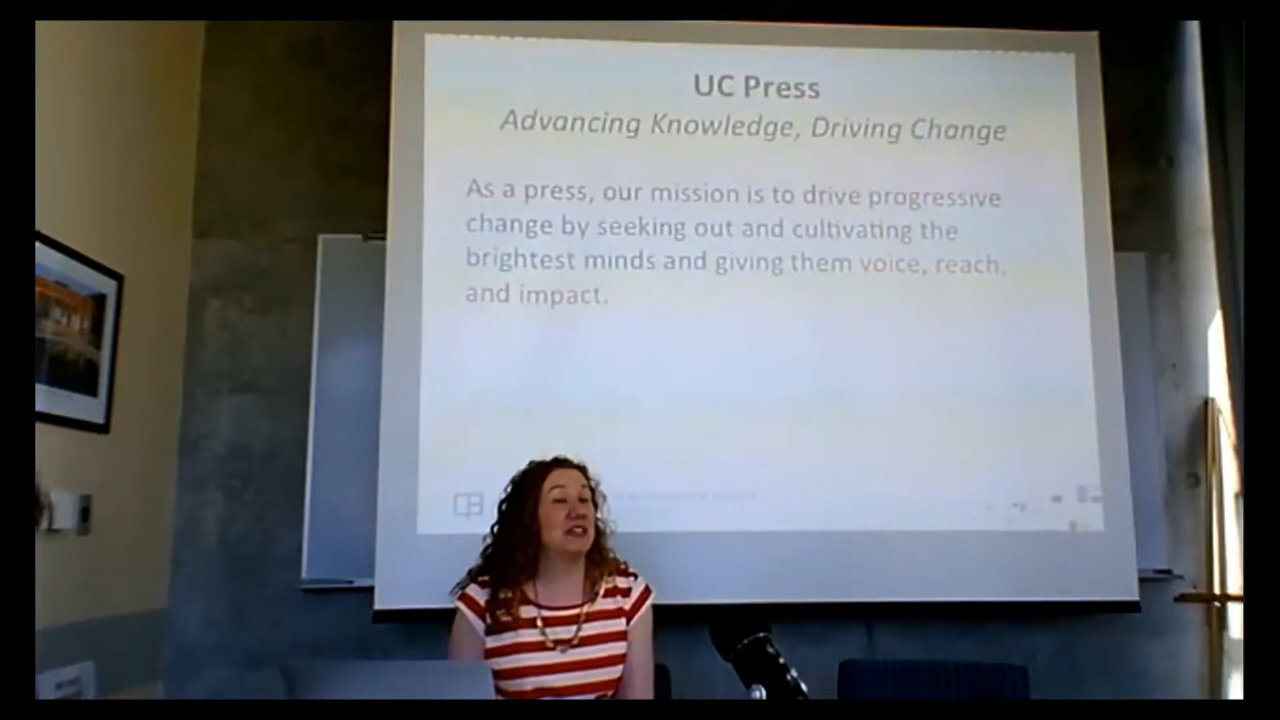 UC Press
Advancing Knowledge, Driving Change
As a press, our mission is to drive progressive
change by seeking out and cultivating the
brightest minds and giving them voice, reach,
and impact.